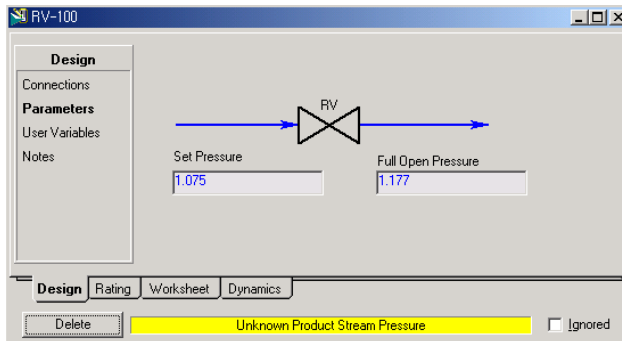 RV-100
Design
Connections
Parameters
User Variables
Notes
RV
Set Pressure
Full Open Pressure
1.075
1.177
Design
Rating
Worksheet
Dynamics
Delete
Unknown Product Stream Pressure
Ignored